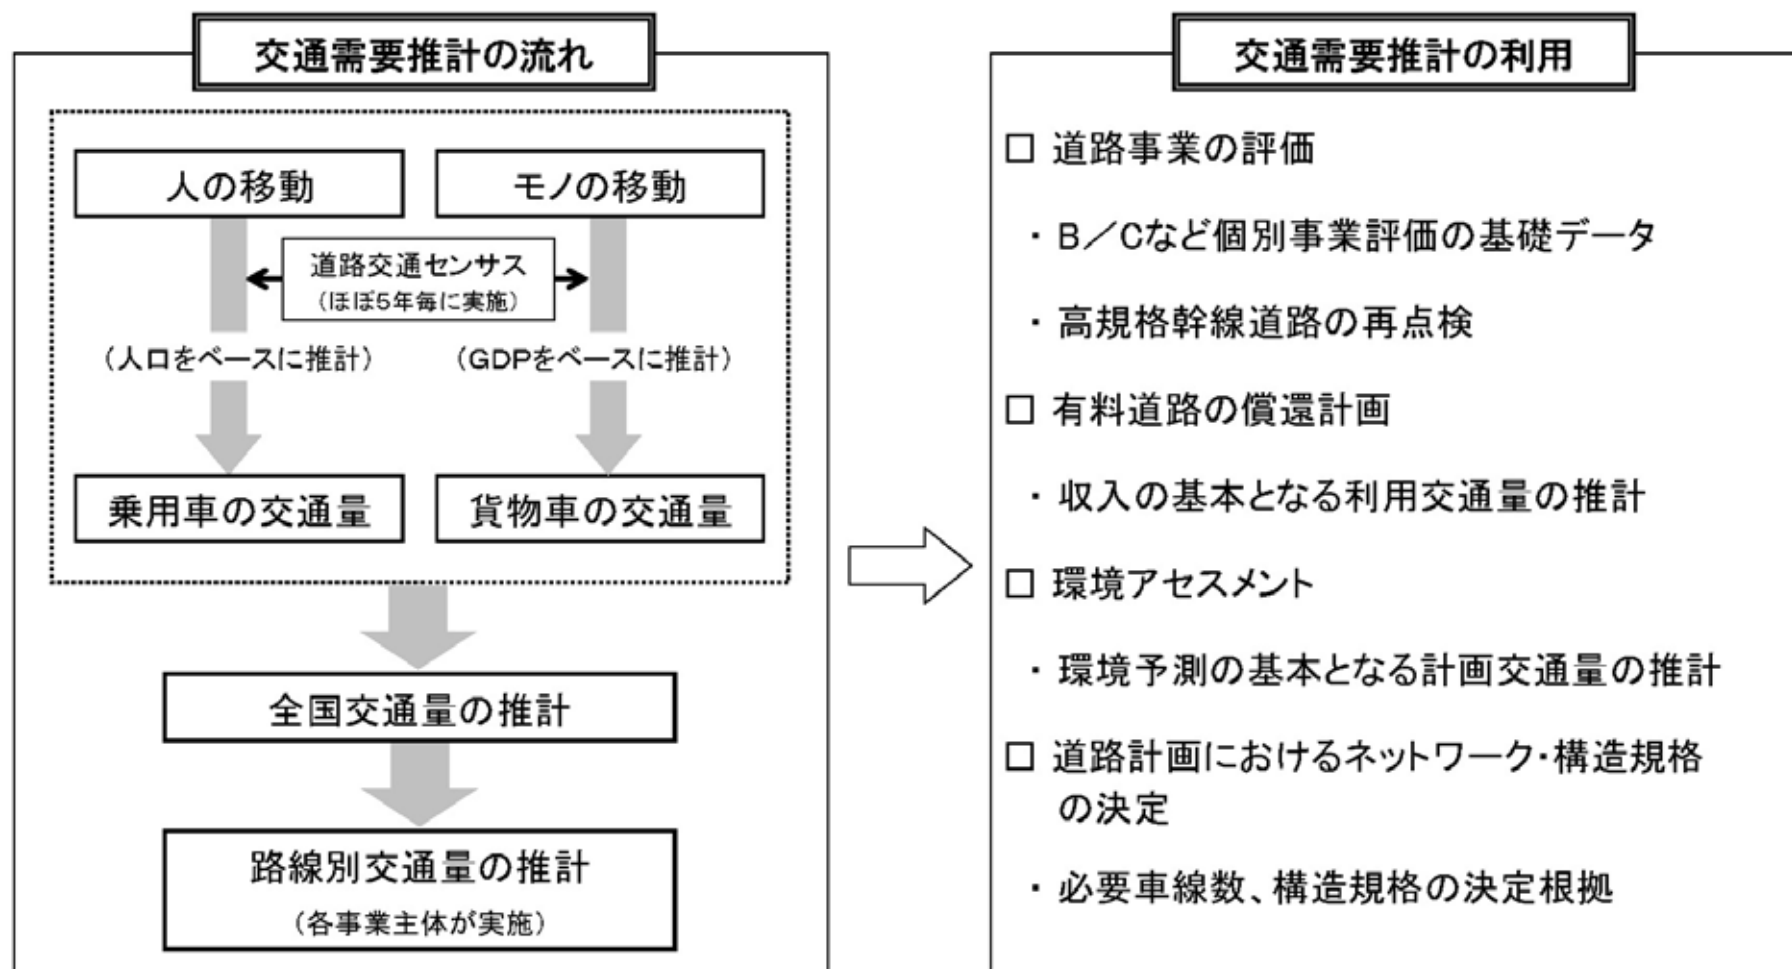 交通需要推計の流れ
人の移動
モノの移動
道路交通センサス
(ほぼ5年毎に実施)
(人口をベースに推計)
(GDPをベースに推計)
乗用車の交通量
貨物車の交通量
全国交通量の推計
路線別交通量の推計
(各事業主体が実施)
交通需要推計の利用
□ 道路事業の評価
・B/Cなど個別事業評価の基礎データ
・高規格幹線道路の再点検
□ 有料道路の償還計画
・収入の基本となる利用交通量の推計
□ 環境アセスメント
・環境予測の基本となる計画交通量の推計
□ 道路計画におけるネットワーク・構造規格
の決定
・必要車線数、構造規格の決定根拠